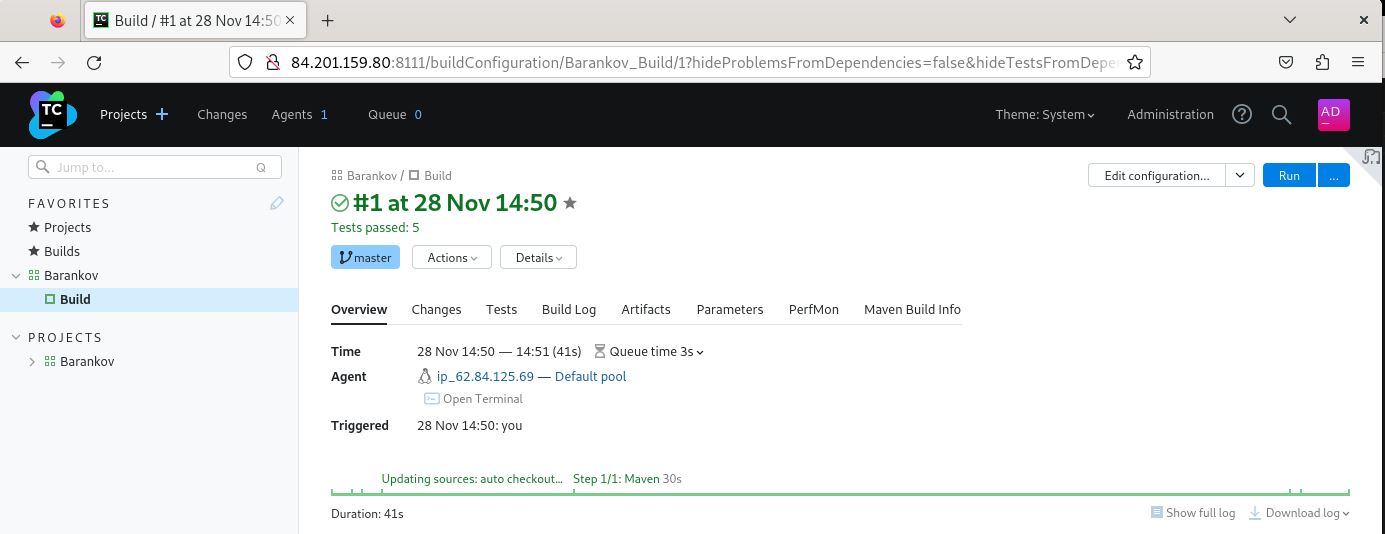 Build / #1 at 28 Nov 14:50
84.201.159.80:8111/buildConfiguration/Barankov_Build/1?hideProblemsFromDependencies=false&hideTestsFromDepe
TC
Projects Changes Agents 1 Queue 0 Theme: System Administration AD
Jump to... Q
FAVORITES
Projects
Builds
Barankov
Build
PROJECTS
Barankov
Barankov / Build
Edit configuration... Run ...
#1 at 28 Nov 14:50
Tests passed: 5
master Actions Details
Overview Changes Tests Build Log Artifacts Parameters PerfMon Maven Build Info
Time 28 Nov 14:50 — 14:51 (41s) Queue time 3s
Agent ip_62.84.125.69 — Default pool
Open Terminal
Triggered 28 Nov 14:50: you
Updating sources: auto checkout... Step 1/1: Maven 30s
Duration: 41s Show full log Download log